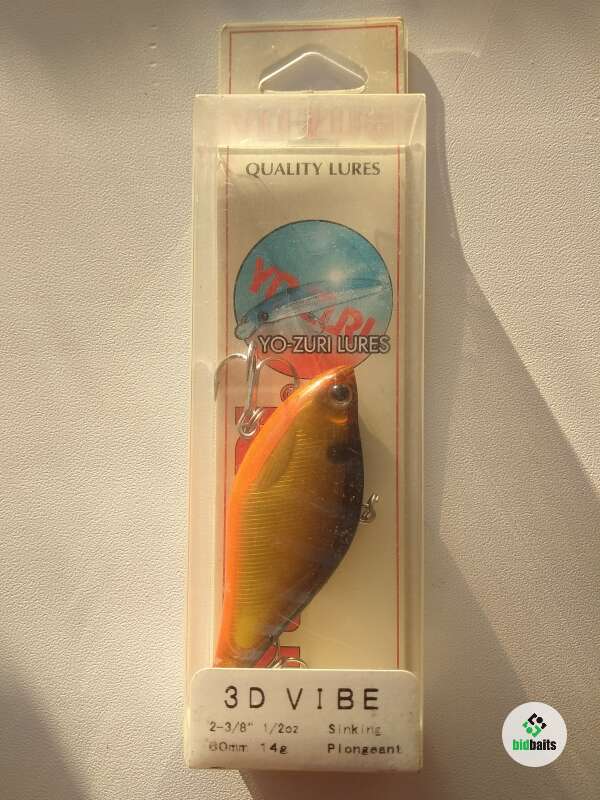 QUALITY LURES
YO-ZURI
YO-ZURI LURES
3D VIBE
2-3/8" 1/2oz Sinking
60mm 14g Plongeant
bidbaits